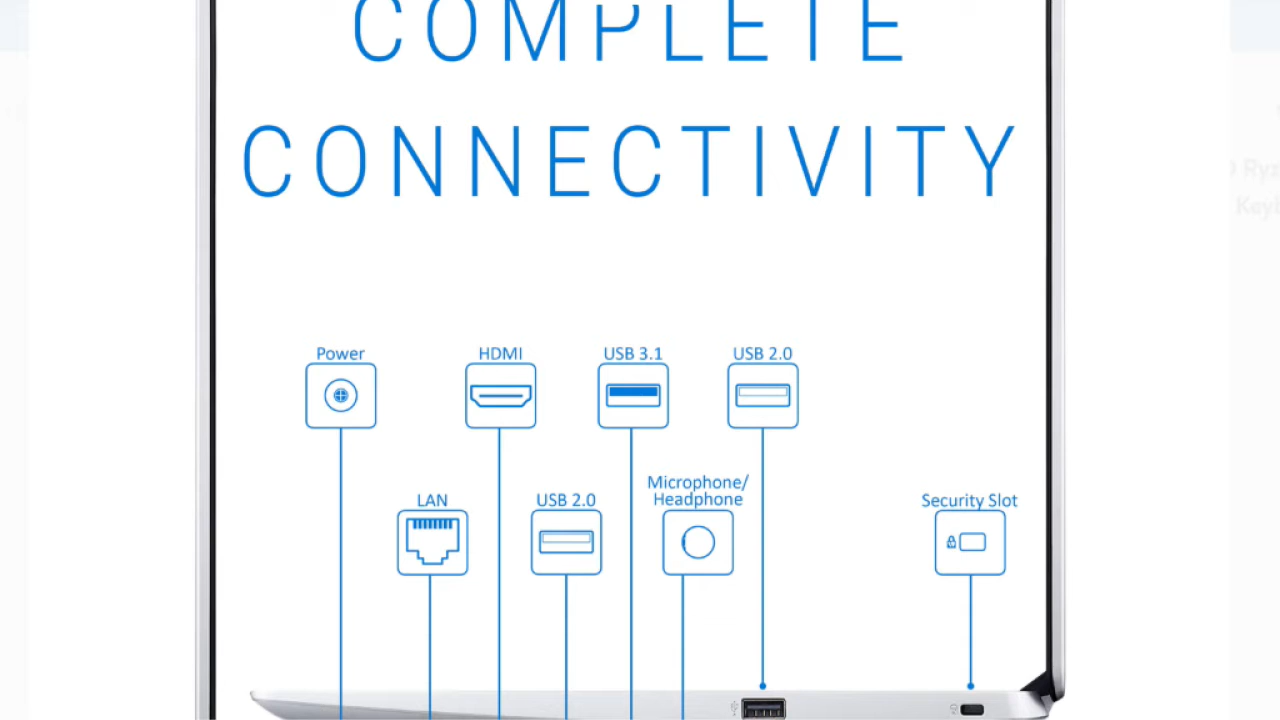 COMPLETE
CONNECTIVITY
Power
HDMI
USB 3.1
USB 2.0
LAN
USB 2.0
Microphone/
Headphone
Security Slot